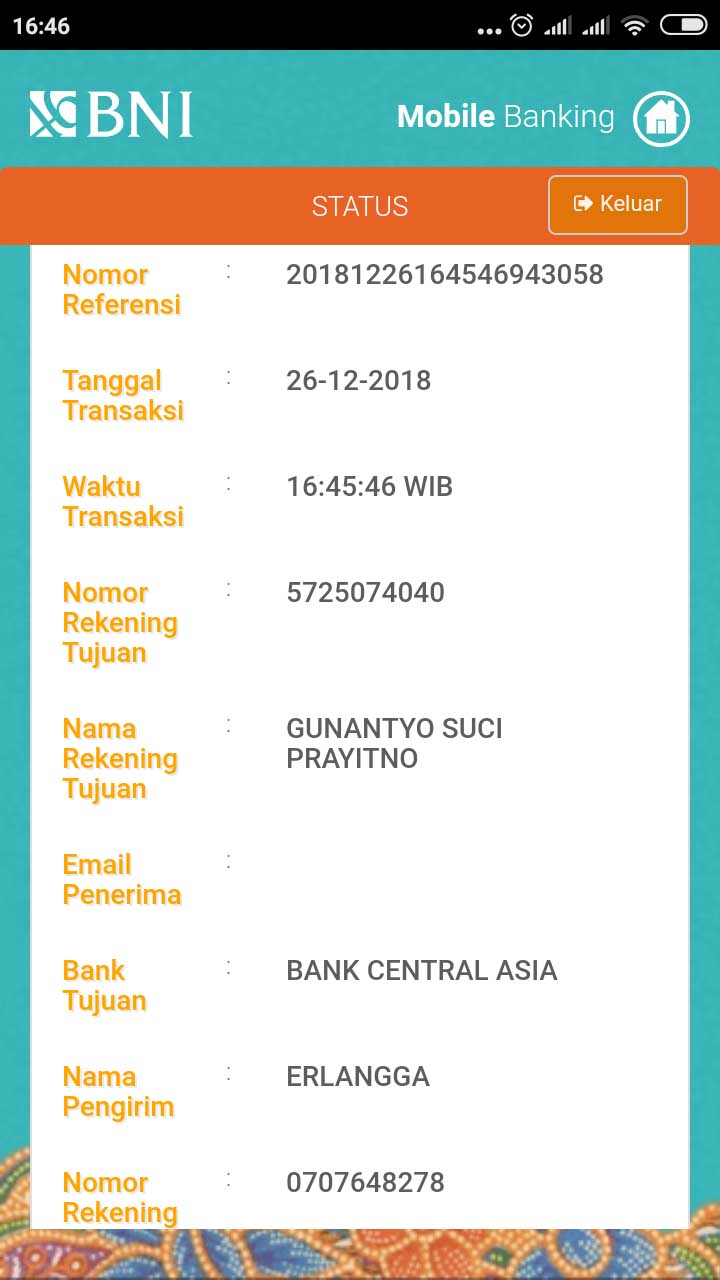 16:46
BNI
Mobile Banking
STATUS
Keluar
Nomor : 20181226164546943058
Referensi
Tanggal : 26-12-2018
Transaksi
Waktu : 16:45:46 WIB
Transaksi
Nomor : 5725074040
Rekening
Tujuan
Nama : GUNANTYO SUCI
Rekening PRAYITNO
Tujuan
Email :
Penerima
Bank : BANK CENTRAL ASIA
Tujuan
Nama : ERLANGGA
Pengirim
Nomor : 0707648278
Rekening